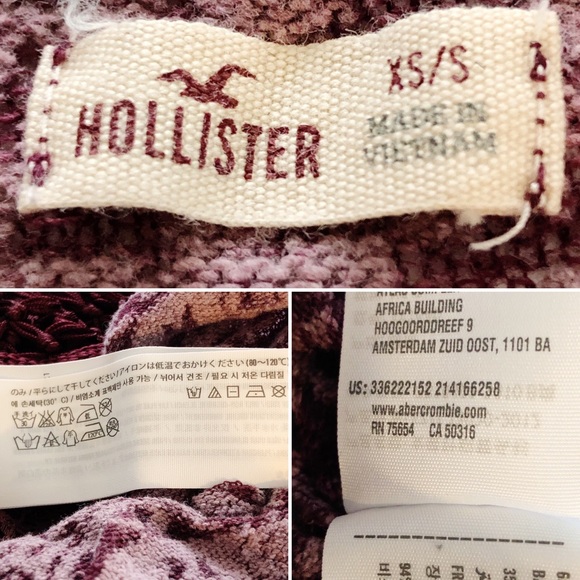 HOLLISTER
XS/S
MADE IN
VIETNAM
のみ / 平らにして干してください / アイロンは低温でおかけください (80~120℃)
에 손세탁(30° C) / 비염소계 표백제만 사용 가능 / 뉘어서 건조 / 필요 시 저온 다림질
AFRICA BUILDING
HOOGOORDDREEF 9
AMSTERDAM ZUID OOST, 1101 BA
US: 336222152 214166258
www.abercrombie.com
RN 75654 CA 50316